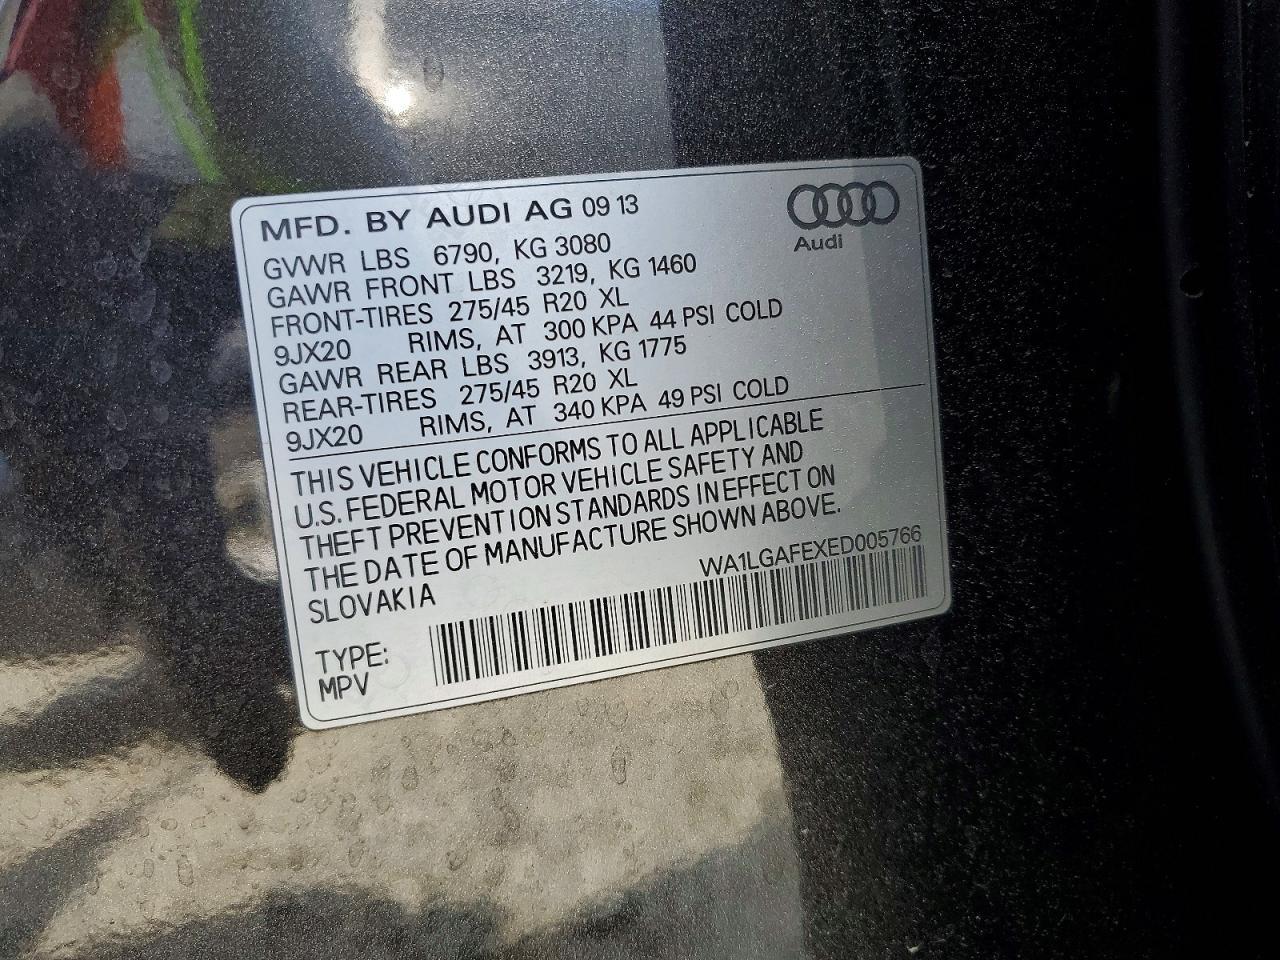 MFD. BY AUDI AG 09 13
Audi
GVWR LBS 6790, KG 3080
GAWR FRONT LBS 3219, KG 1460
FRONT-TIRES 275/45 R20 XL
9JX20 RIMS, AT 300 KPA 44 PSI COLD
GAWR REAR LBS 3913, KG 1775
REAR-TIRES 275/45 R20 XL
9JX20 RIMS, AT 340 KPA 49 PSI COLD
THIS VEHICLE CONFORMS TO ALL APPLICABLE
U.S. FEDERAL MOTOR VEHICLE SAFETY AND
THEFT PREVENTION STANDARDS IN EFFECT ON
THE DATE OF MANUFACTURE SHOWN ABOVE.
SLOVAKIA
WA1LGAFEXED005766
TYPE:
MPV